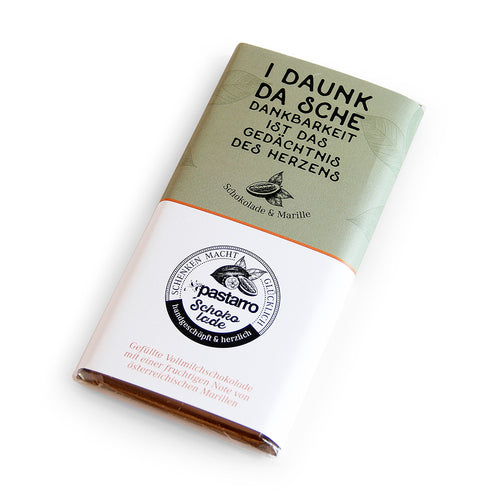 I DAUNK
DA SCHE
DANKBARKEIT
IST DAS
GEDÄCHTNIS
DES HERZENS
Schokolade & Marille
SCHENKEN MACHT GLÜCKLICH
pastarro
Schoko
lade
handgeschöpft & herzlich
Gefüllte Vollmilchschokolade
mit einer fruchtigen Note von
österreichischen Marillen